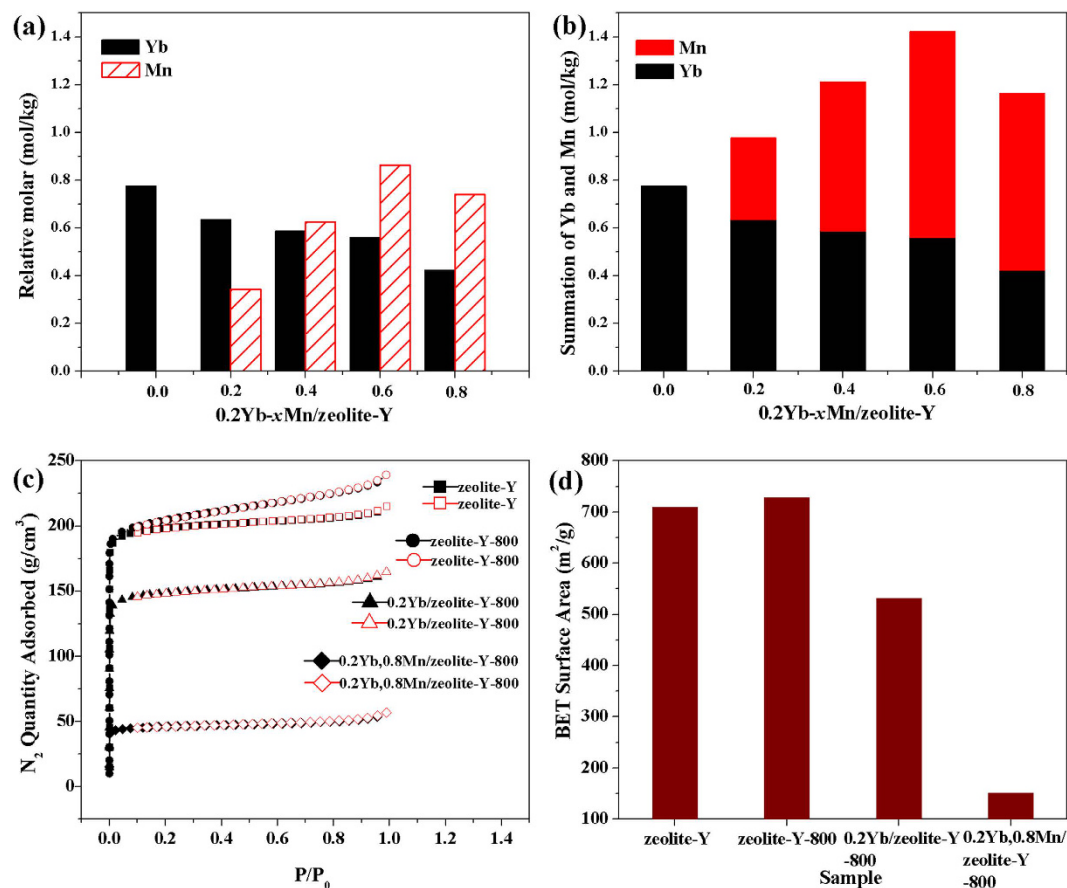 (a)
Yb
Mn
Relative molar (mol/kg)
1.4
1.2
1.0
0.8
0.6
0.4
0.2
0.0
0.0 0.2 0.4 0.6 0.8
0.2Yb-xMn/zeolite-Y
(b)
Mn
Yb
Summation of Yb and Mn (mol/kg)
1.4
1.2
1.0
0.8
0.6
0.4
0.2
0.0
0.0 0.2 0.4 0.6 0.8
0.2Yb-xMn/zeolite-Y
(c)
N₂ Quantity Adsorbed (g/cm³)
250
200
150
100
50
0
zeolite-Y
zeolite-Y
zeolite-Y-800
zeolite-Y-800
0.2Yb/zeolite-Y-800
0.2Yb/zeolite-Y-800
0.2Yb,0.8Mn/zeolite-Y-800
0.2Yb,0.8Mn/zeolite-Y-800
0.0 0.2 0.4 0.6 0.8 1.0 1.2 1.4
P/P₀
(d)
BET Surface Area (m²/g)
800
700
600
500
400
300
200
100
zeolite-Y
zeolite-Y-800
0.2Yb/zeolite-Y
-800
0.2Yb,0.8Mn/
zeolite-Y
-800
Sample